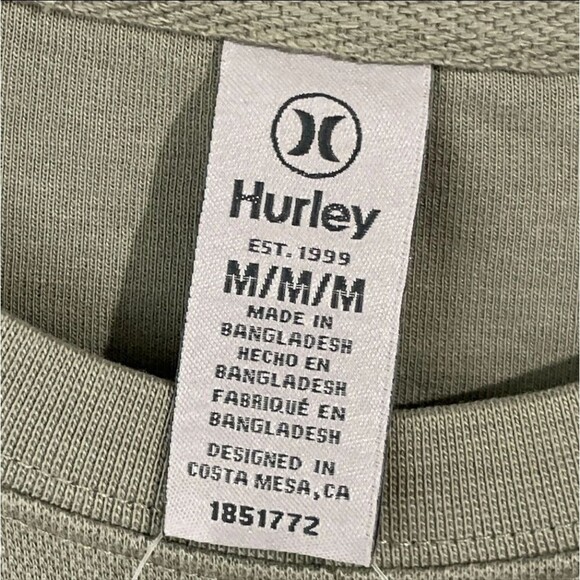 Hurley
EST. 1999
M/M/M
MADE IN
BANGLADESH
HECHO EN
BANGLADESH
FABRIQUÉ EN
BANGLADESH
DESIGNED IN
COSTA MESA, CA
1851772